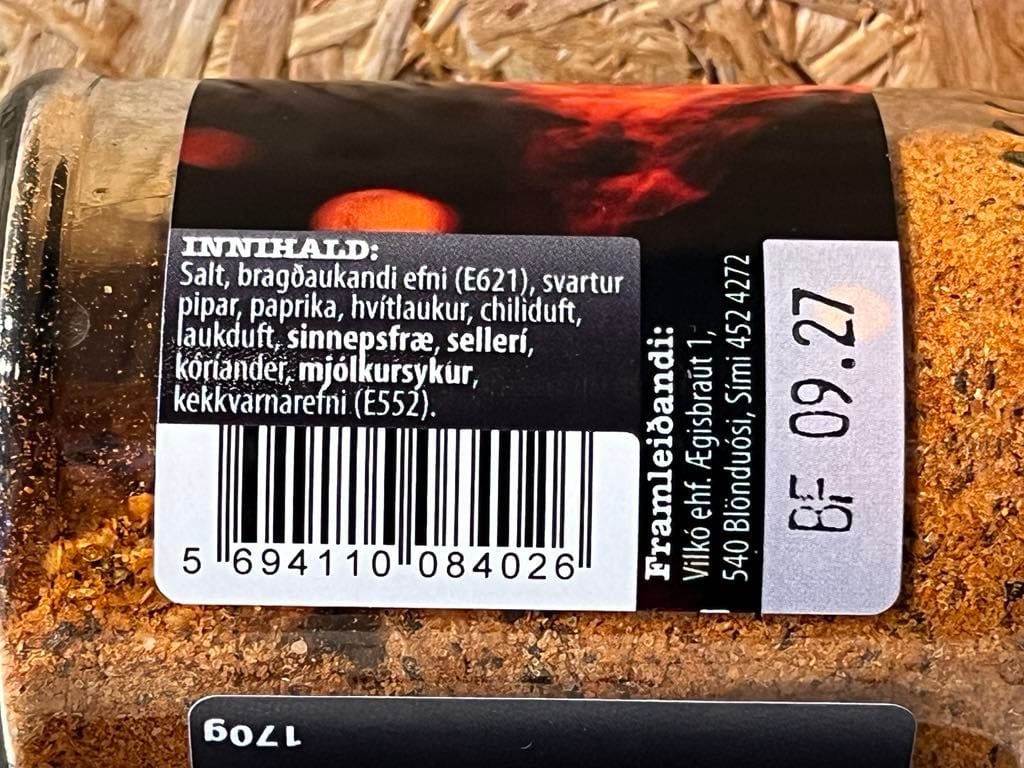 INNIHALD:
Salt, bragðaukandi efni (E621), svartur
pipar, paprika, hvítlaukur, chiliduft,
laukduft, sinnepsfræ, sellerí,
kóríander, mjólkursykur,
kekkvarnarefni (E552).
5 694110 084026
Framleiðandi:
Vilkó ehf. Ægisbraut 1,
540 Blönduósi, Sími 452 4272
BF 09.27
170g